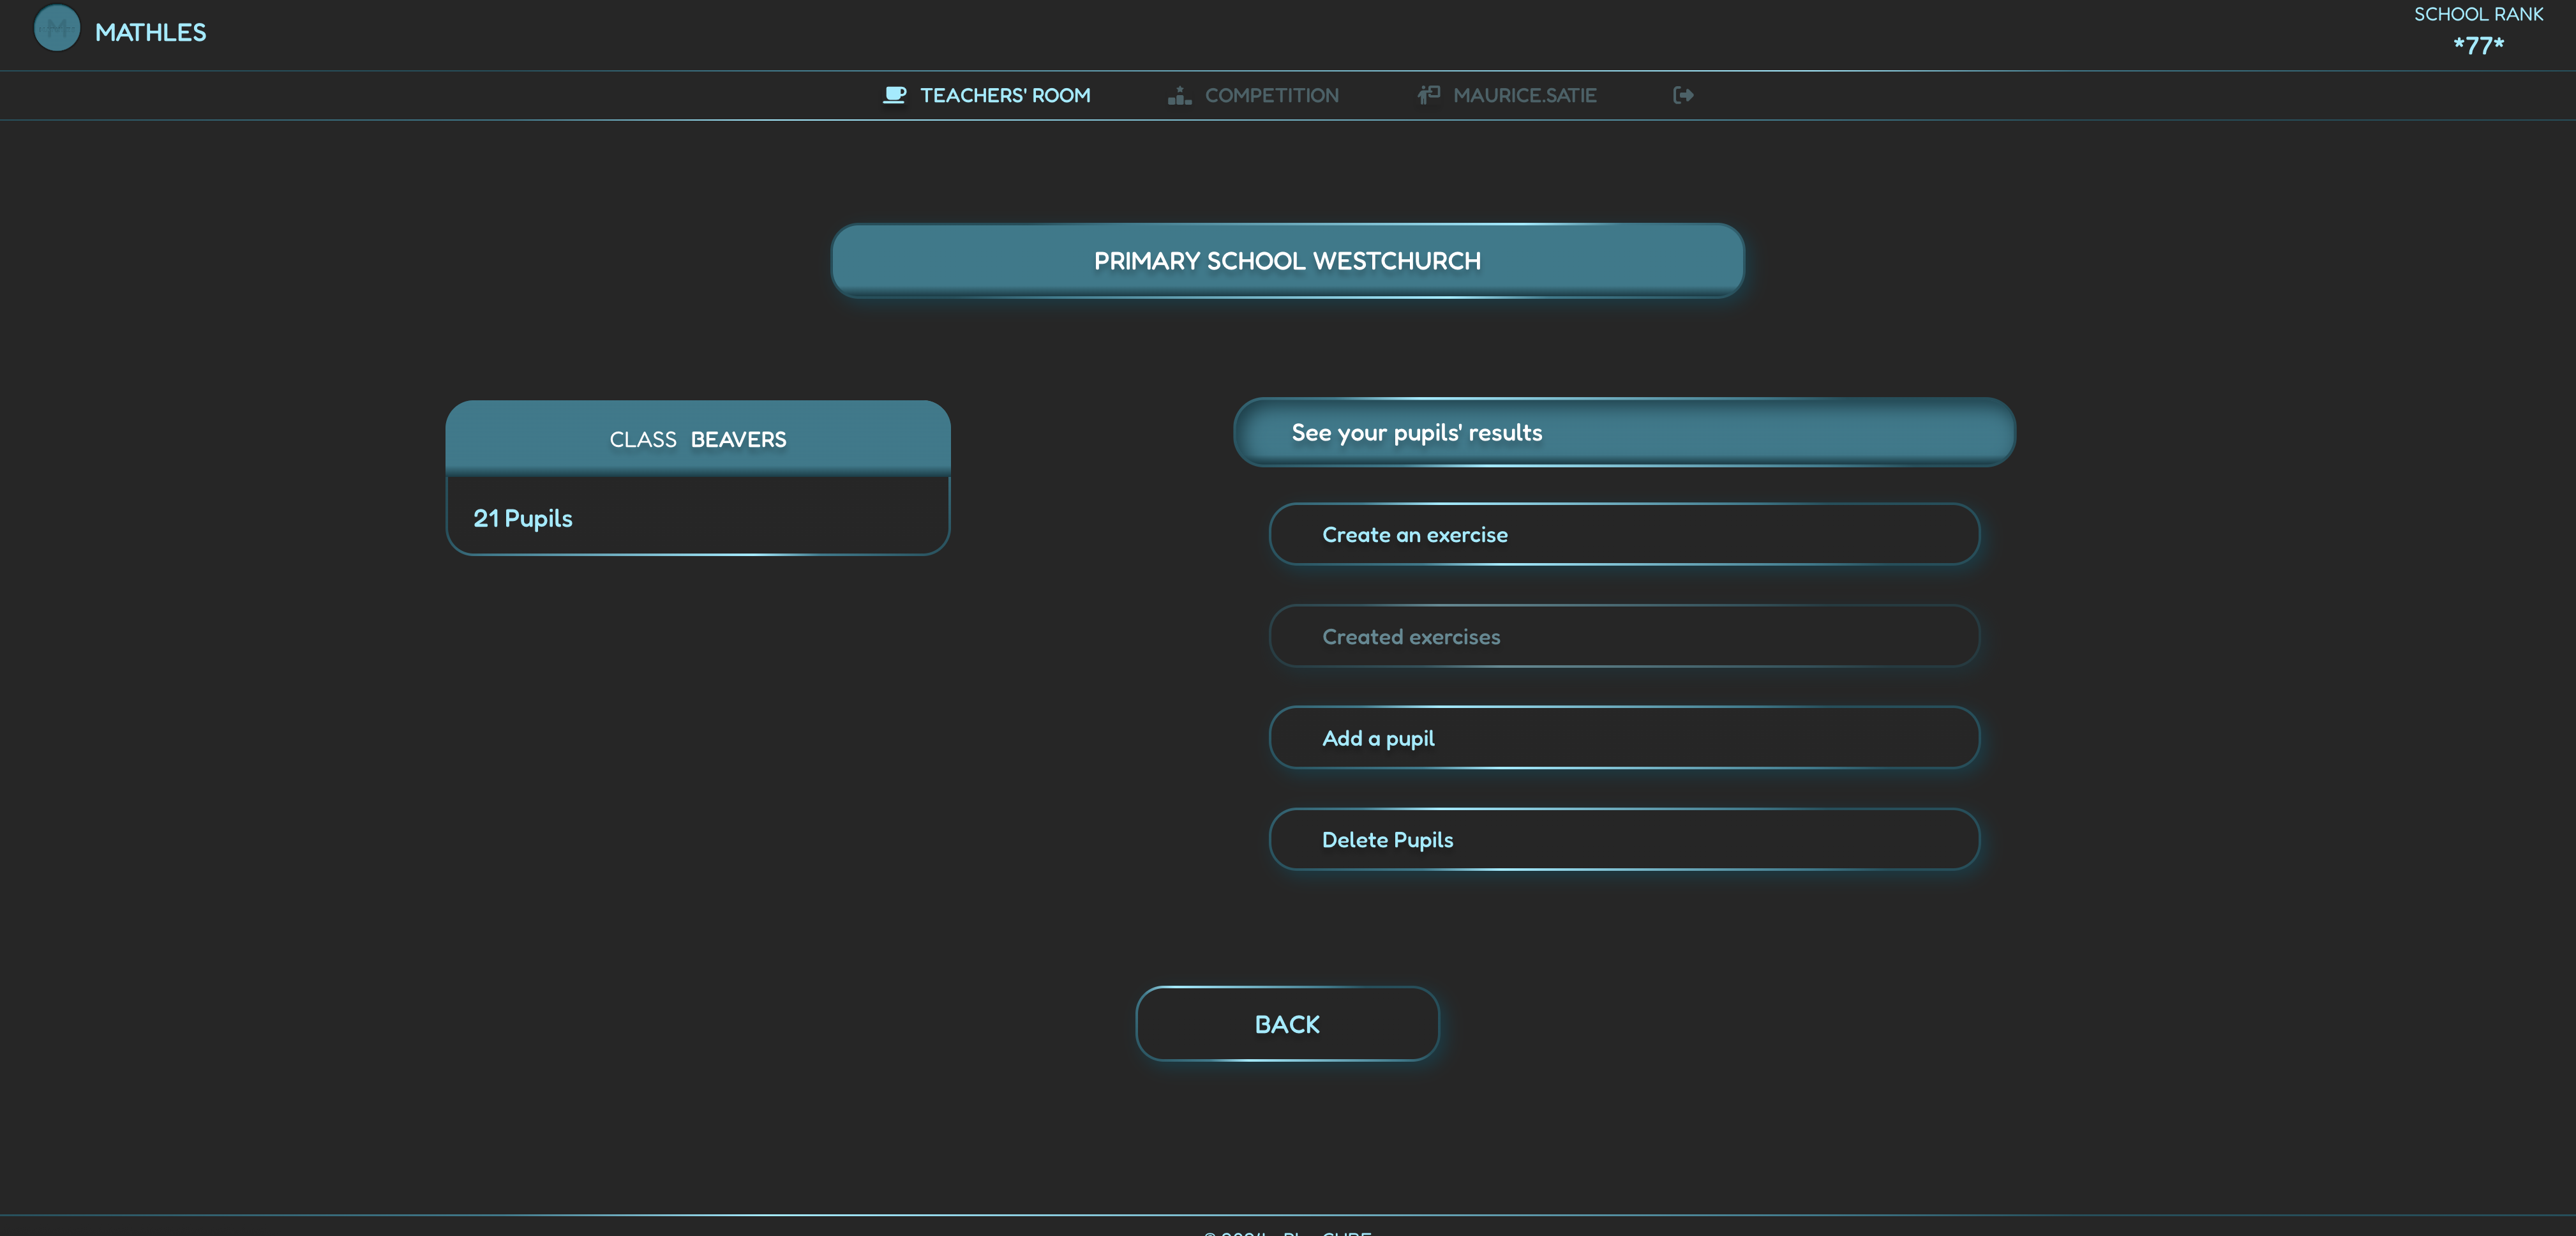 MATHLES
SCHOOL RANK
*77*
TEACHERS' ROOM
COMPETITION
MAURICE.SATIE
PRIMARY SCHOOL WESTCHURCH
CLASS BEAVERS
21 Pupils
See your pupils' results
Create an exercise
Created exercises
Add a pupil
Delete Pupils
BACK